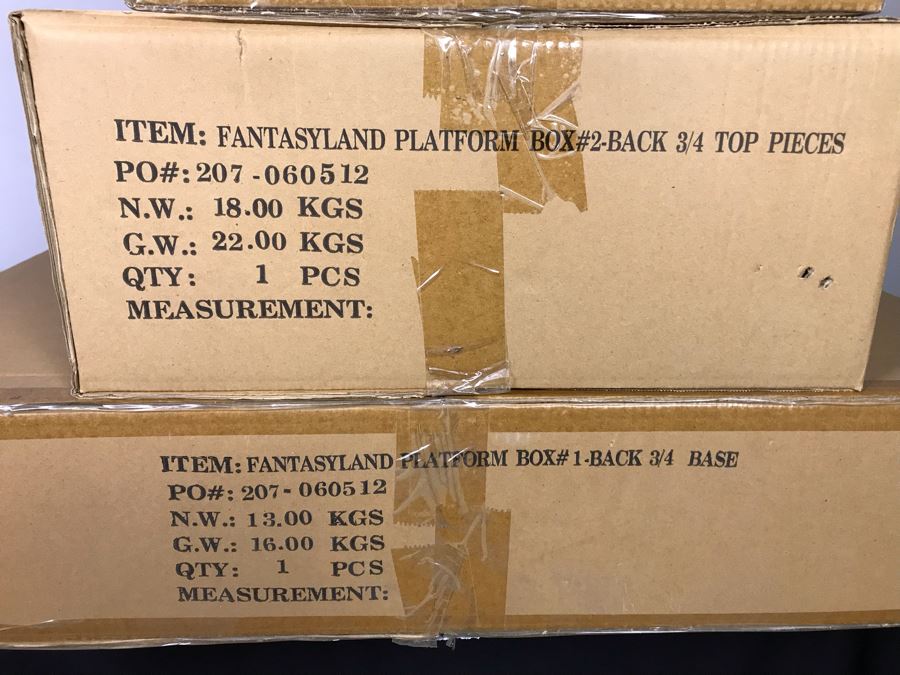 ITEM: FANTASYLAND PLATFORM BOX#2-BACK 3/4 TOP PIECES
PO#: 207-060512
N.W.: 18.00 KGS
G.W.: 22.00 KGS
QTY: 1 PCS
MEASUREMENT:
ITEM: FANTASYLAND PLATFORM BOX#1-BACK 3/4 BASE
PO#: 207-060512
N.W.: 13.00 KGS
G.W.: 16.00 KGS
QTY: 1 PCS
MEASUREMENT: